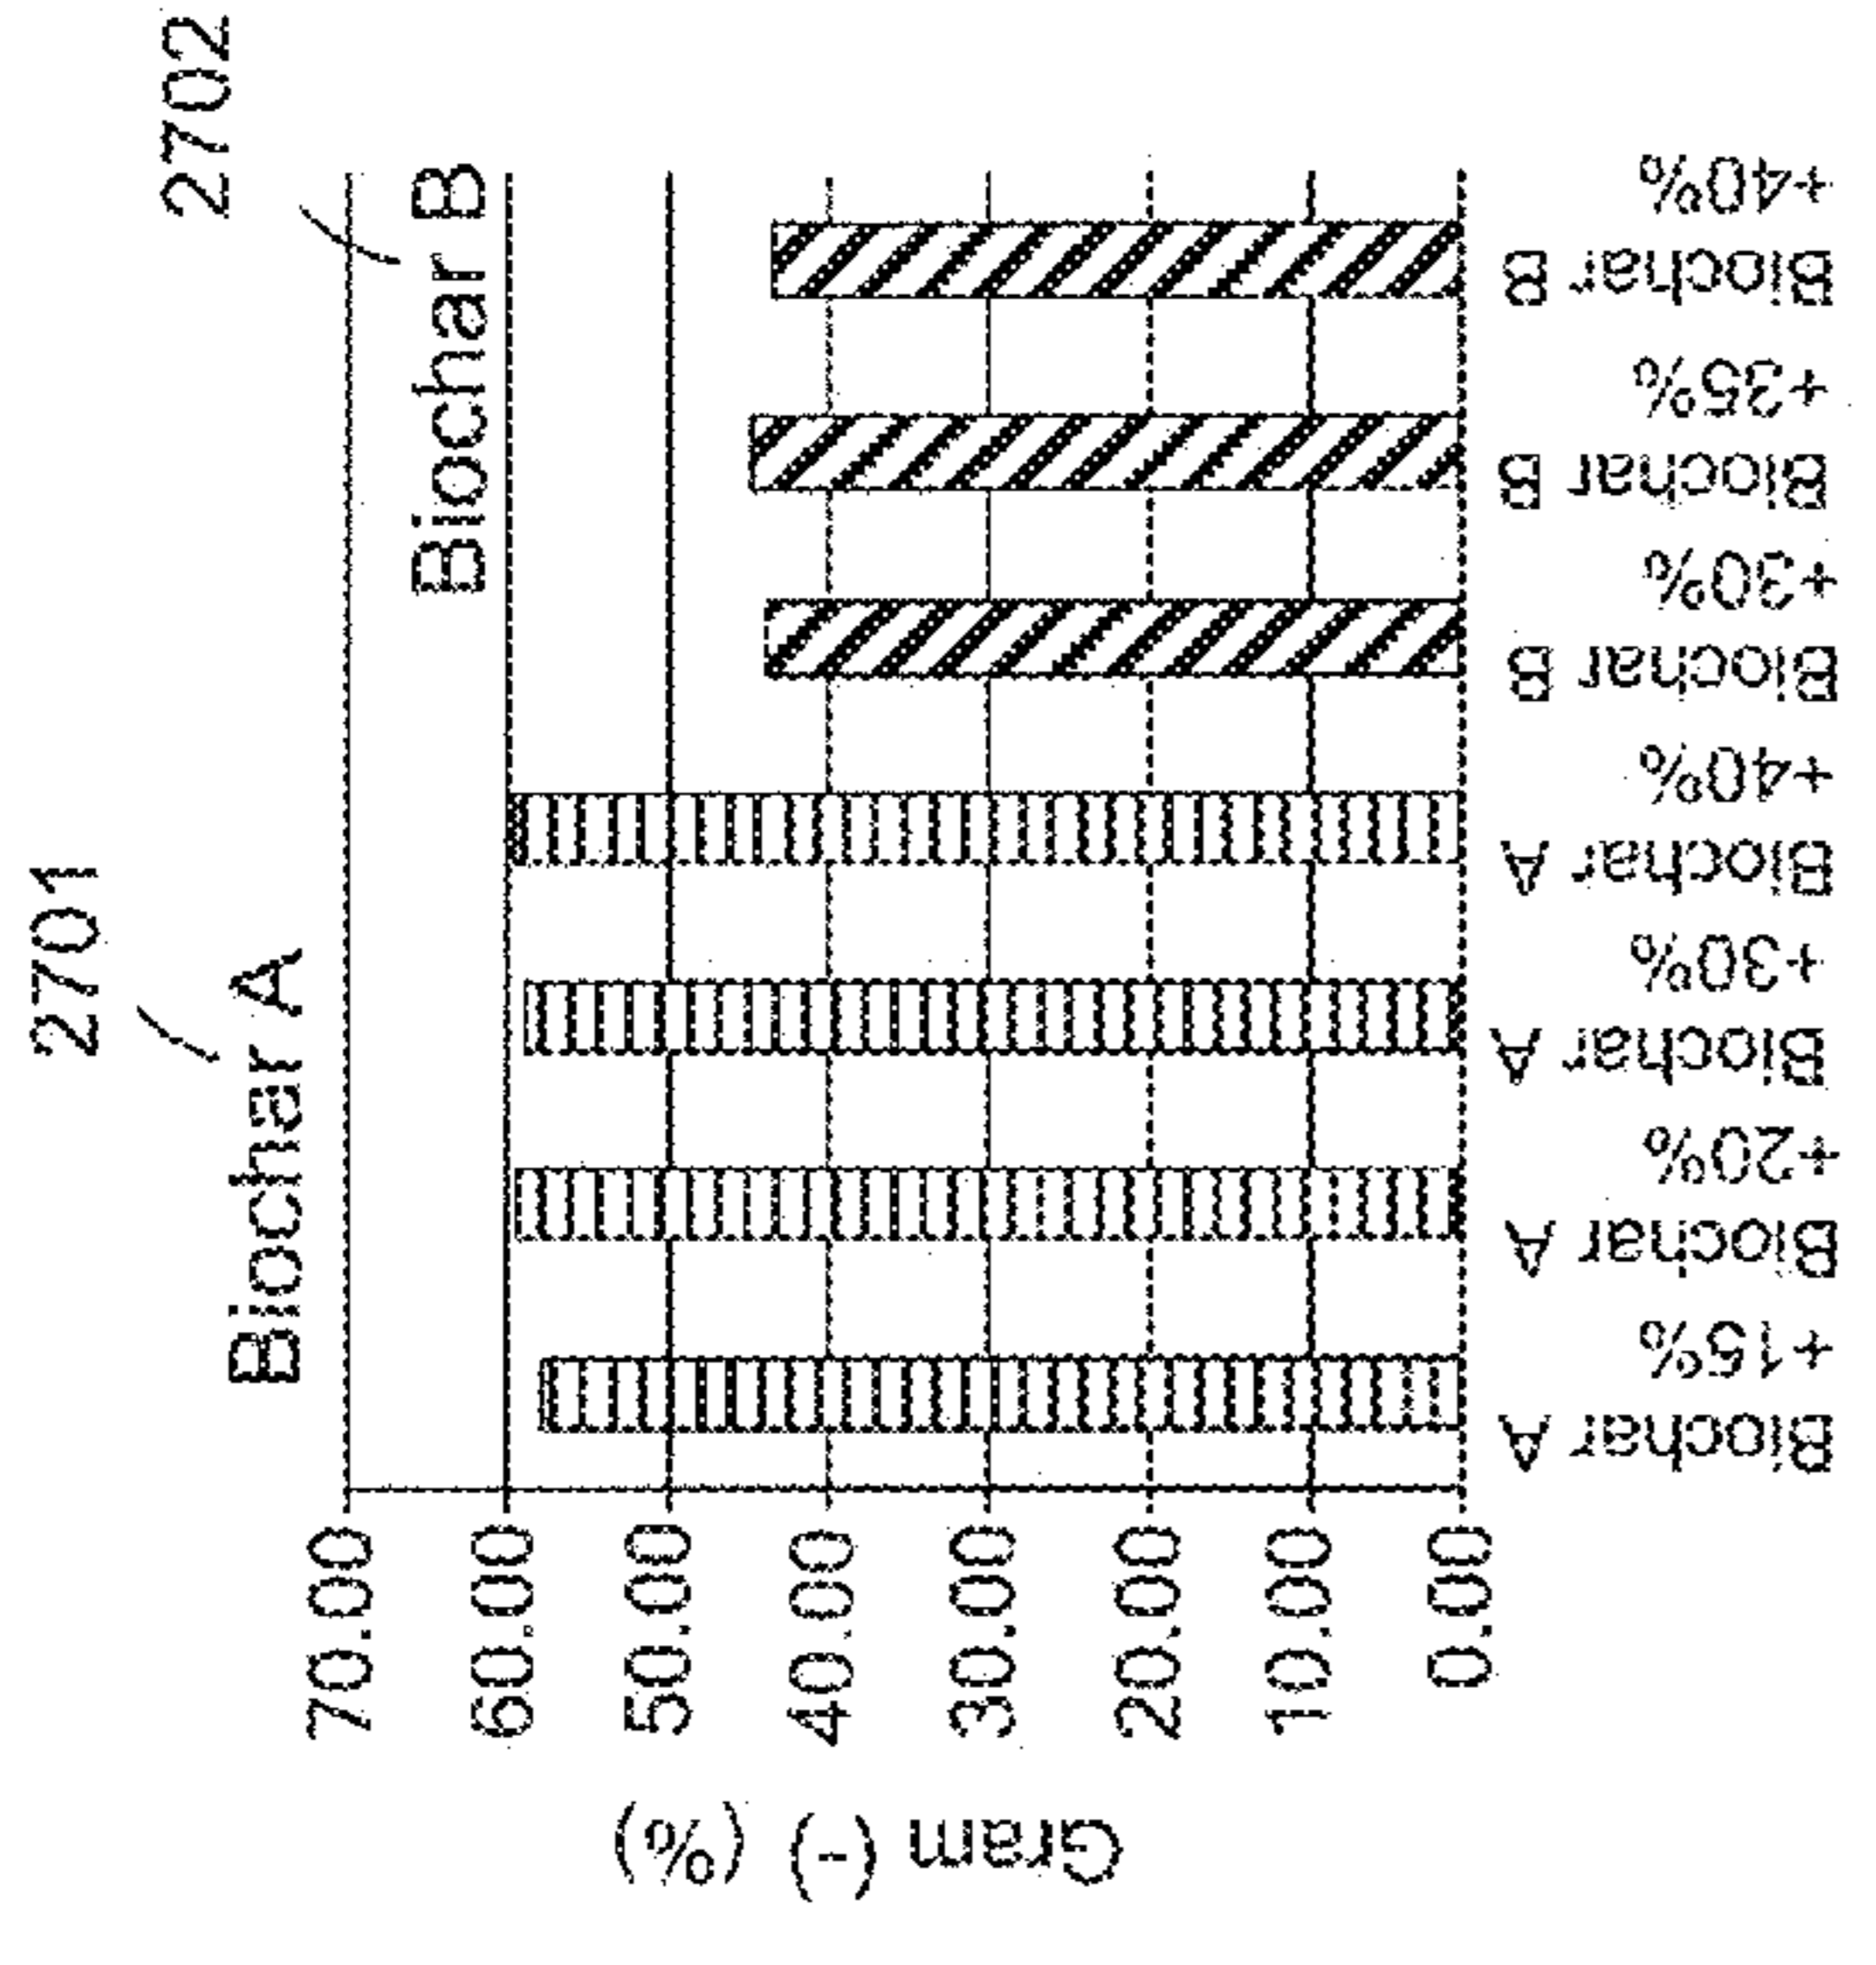 2701
Biochar A
2702
Biochar B
Gram (-) (%)
70.00
60.00
50.00
40.00
30.00
20.00
10.00
0.00
Biochar A
+15%
Biochar A
+20%
Biochar A
+30%
Biochar A
+40%
Biochar B
+30%
Biochar B
+35%
Biochar B
+40%